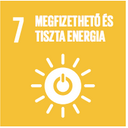 7 MEGFIZETHETŐ ÉS
TISZTA ENERGIA